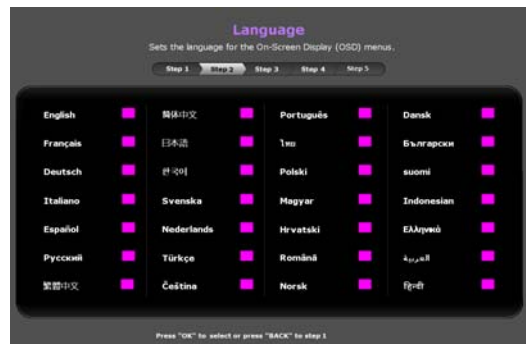 Language
Sets the language for the On-Screen Display (OSD) menus.
Step 1 Step 2 Step 3 Step 4 Step 5
English 简体中文 Português Dansk
Français 日本語 ไทย Български
Deutsch 한국어 Polski suomi
Italiano Svenska Magyar Indonesian
Español Nederlands Hrvatski Ελληνικά
Русский Türkçe Română العربية
繁體中文 Čeština Norsk हिन्दी
Press "OK" to select or press "BACK" to step 1